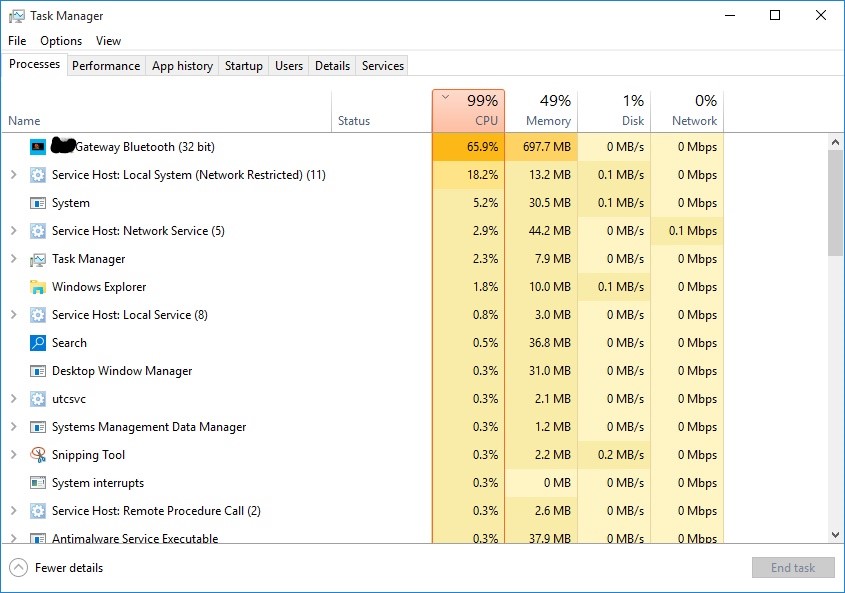 Task Manager
File Options View
Processes Performance App history Startup Users Details Services
99% 49% 1% 0%
Name Status CPU Memory Disk Network
Gateway Bluetooth (32 bit) 65.9% 697.7 MB 0 MB/s 0 Mbps
Service Host: Local System (Network Restricted) (11) 18.2% 13.2 MB 0.1 MB/s 0 Mbps
System 5.2% 30.5 MB 0.1 MB/s 0 Mbps
Service Host: Network Service (5) 2.9% 44.2 MB 0 MB/s 0.1 Mbps
Task Manager 2.3% 7.9 MB 0 MB/s 0 Mbps
Windows Explorer 1.8% 10.0 MB 0.1 MB/s 0 Mbps
Service Host: Local Service (8) 0.8% 3.0 MB 0 MB/s 0 Mbps
Search 0.5% 36.8 MB 0 MB/s 0 Mbps
Desktop Window Manager 0.3% 31.0 MB 0 MB/s 0 Mbps
utcsvc 0.3% 2.1 MB 0 MB/s 0 Mbps
Systems Management Data Manager 0.3% 1.2 MB 0 MB/s 0 Mbps
Snipping Tool 0.3% 2.2 MB 0.2 MB/s 0 Mbps
System interrupts 0.3% 0 MB 0 MB/s 0 Mbps
Service Host: Remote Procedure Call (2) 0.3% 2.6 MB 0 MB/s 0 Mbps
Antimalware Service Executable 0.3% 37.9 MB 0 MB/s 0 Mbps
Fewer details End task